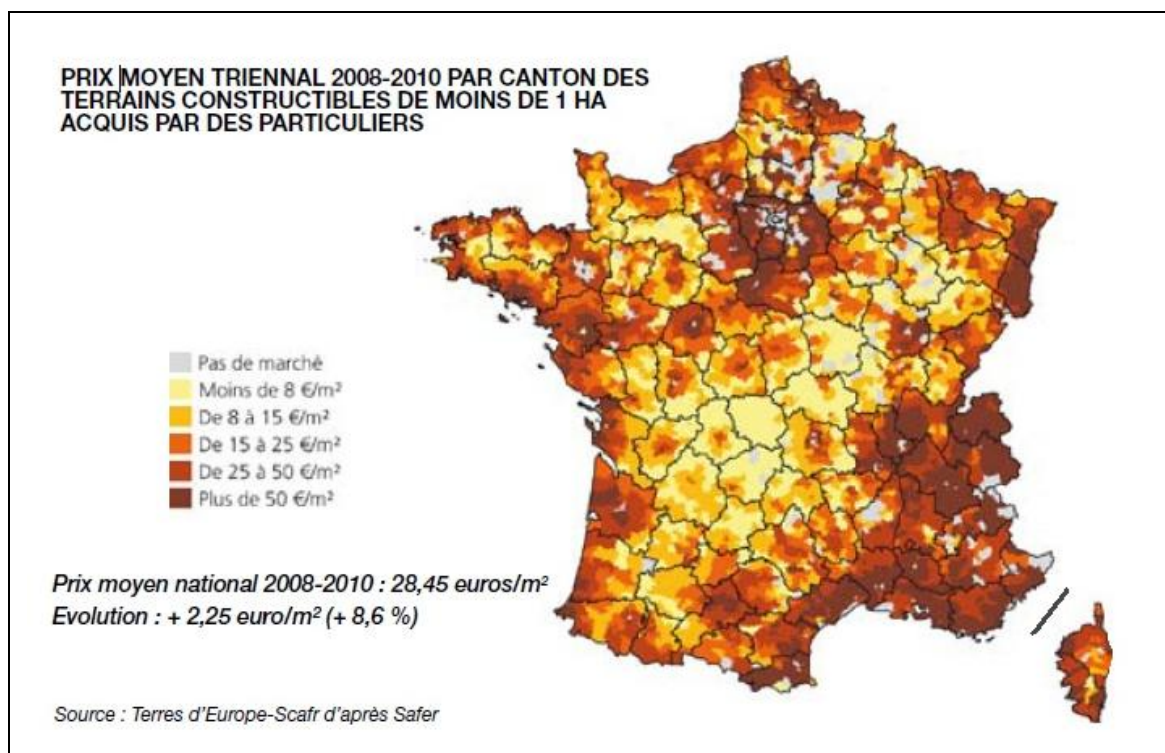 PRIX MOYEN TRIENNAL 2008-2010 PAR CANTON DES
TERRAINS CONSTRUCTIBLES DE MOINS DE 1 HA
ACQUIS PAR DES PARTICULIERS
Pas de marché
Moins de 8 €/m²
De 8 à 15 €/m²
De 15 à 25 €/m²
De 25 à 50 €/m²
Plus de 50 €/m²
Prix moyen national 2008-2010 : 28,45 euros/m²
Evolution : + 2,25 euro/m² (+ 8,6 %)
Source : Terres d'Europe-Scafr d'après Safer